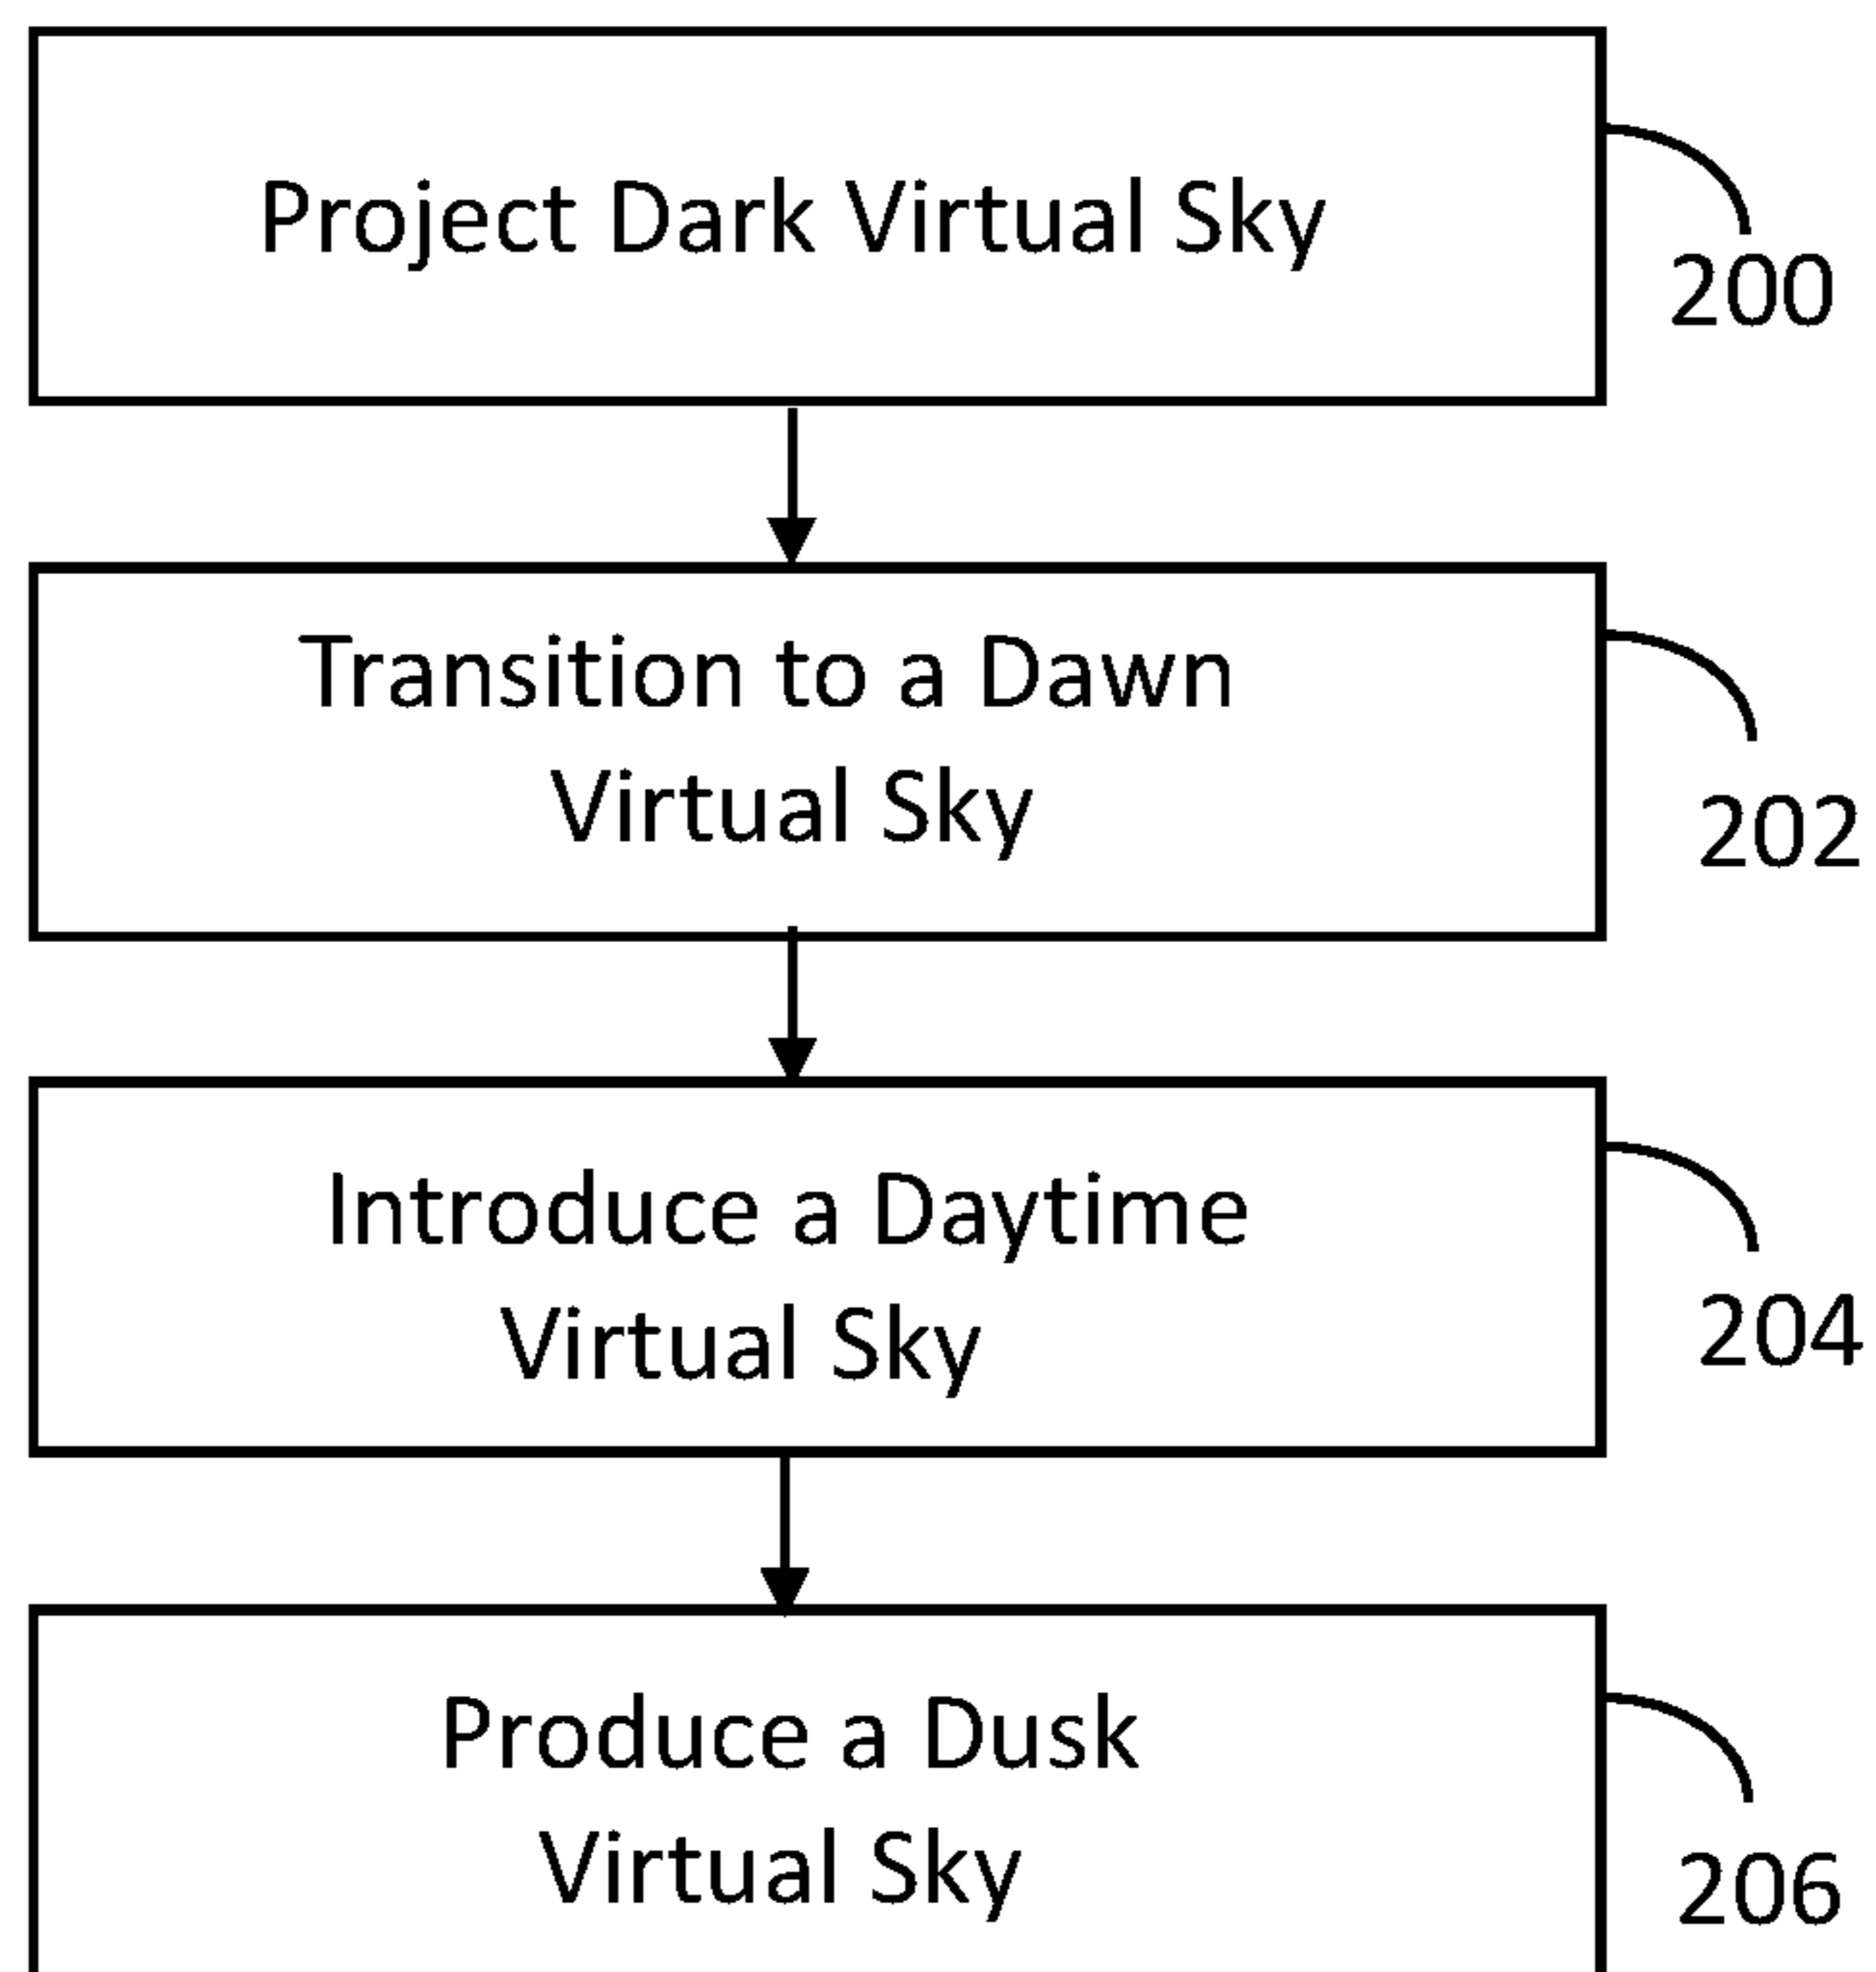 Project Dark Virtual Sky
200
Transition to a Dawn
Virtual Sky
202
Introduce a Daytime
Virtual Sky
204
Produce a Dusk
Virtual Sky
206